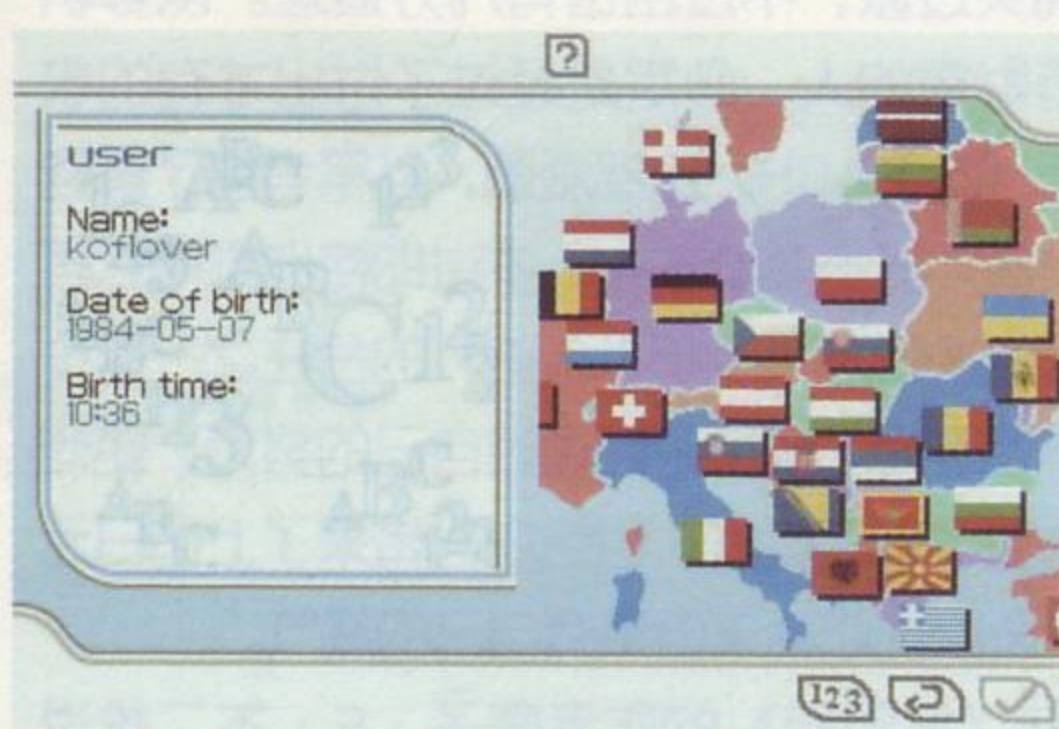 ?
user
Name:
koflover
Date of birth:
1984-05-07
Birth time:
10:36
123